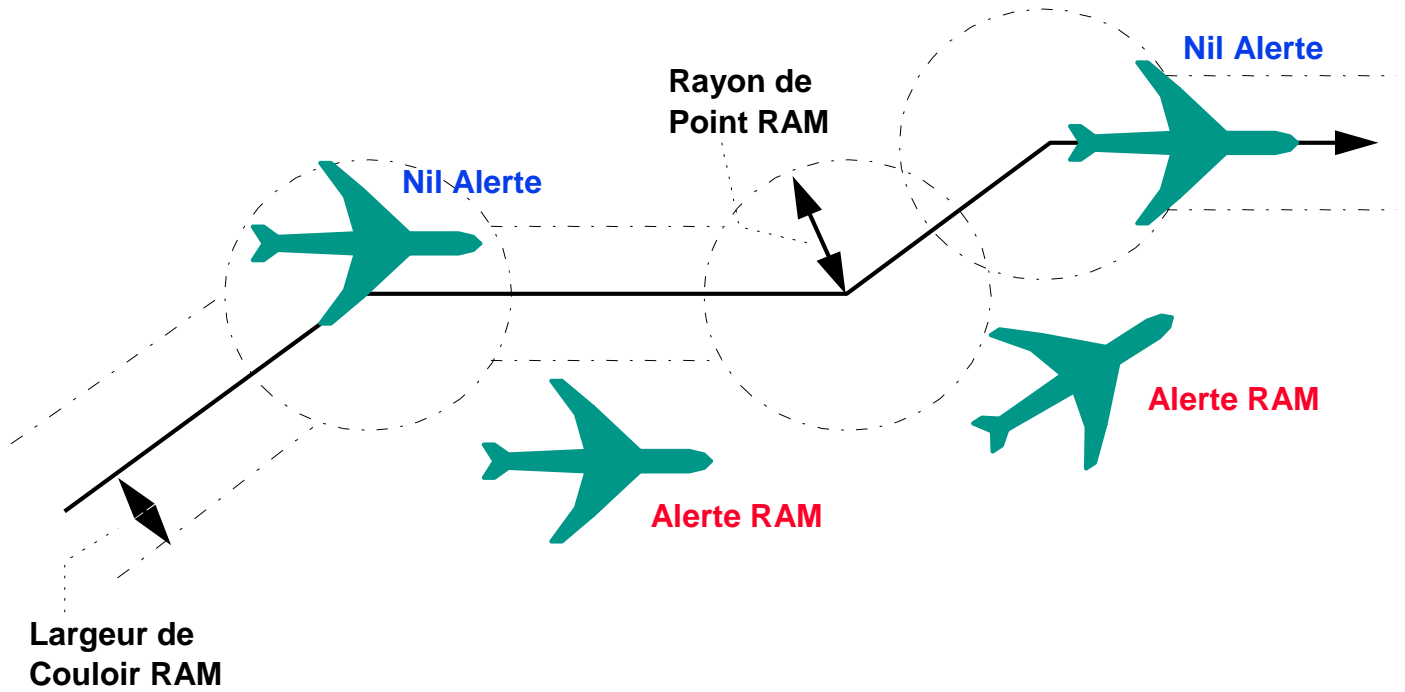 Nil Alerte
Rayon de
Point RAM
Nil Alerte
Alerte RAM
Alerte RAM
Largeur de
Couloir RAM